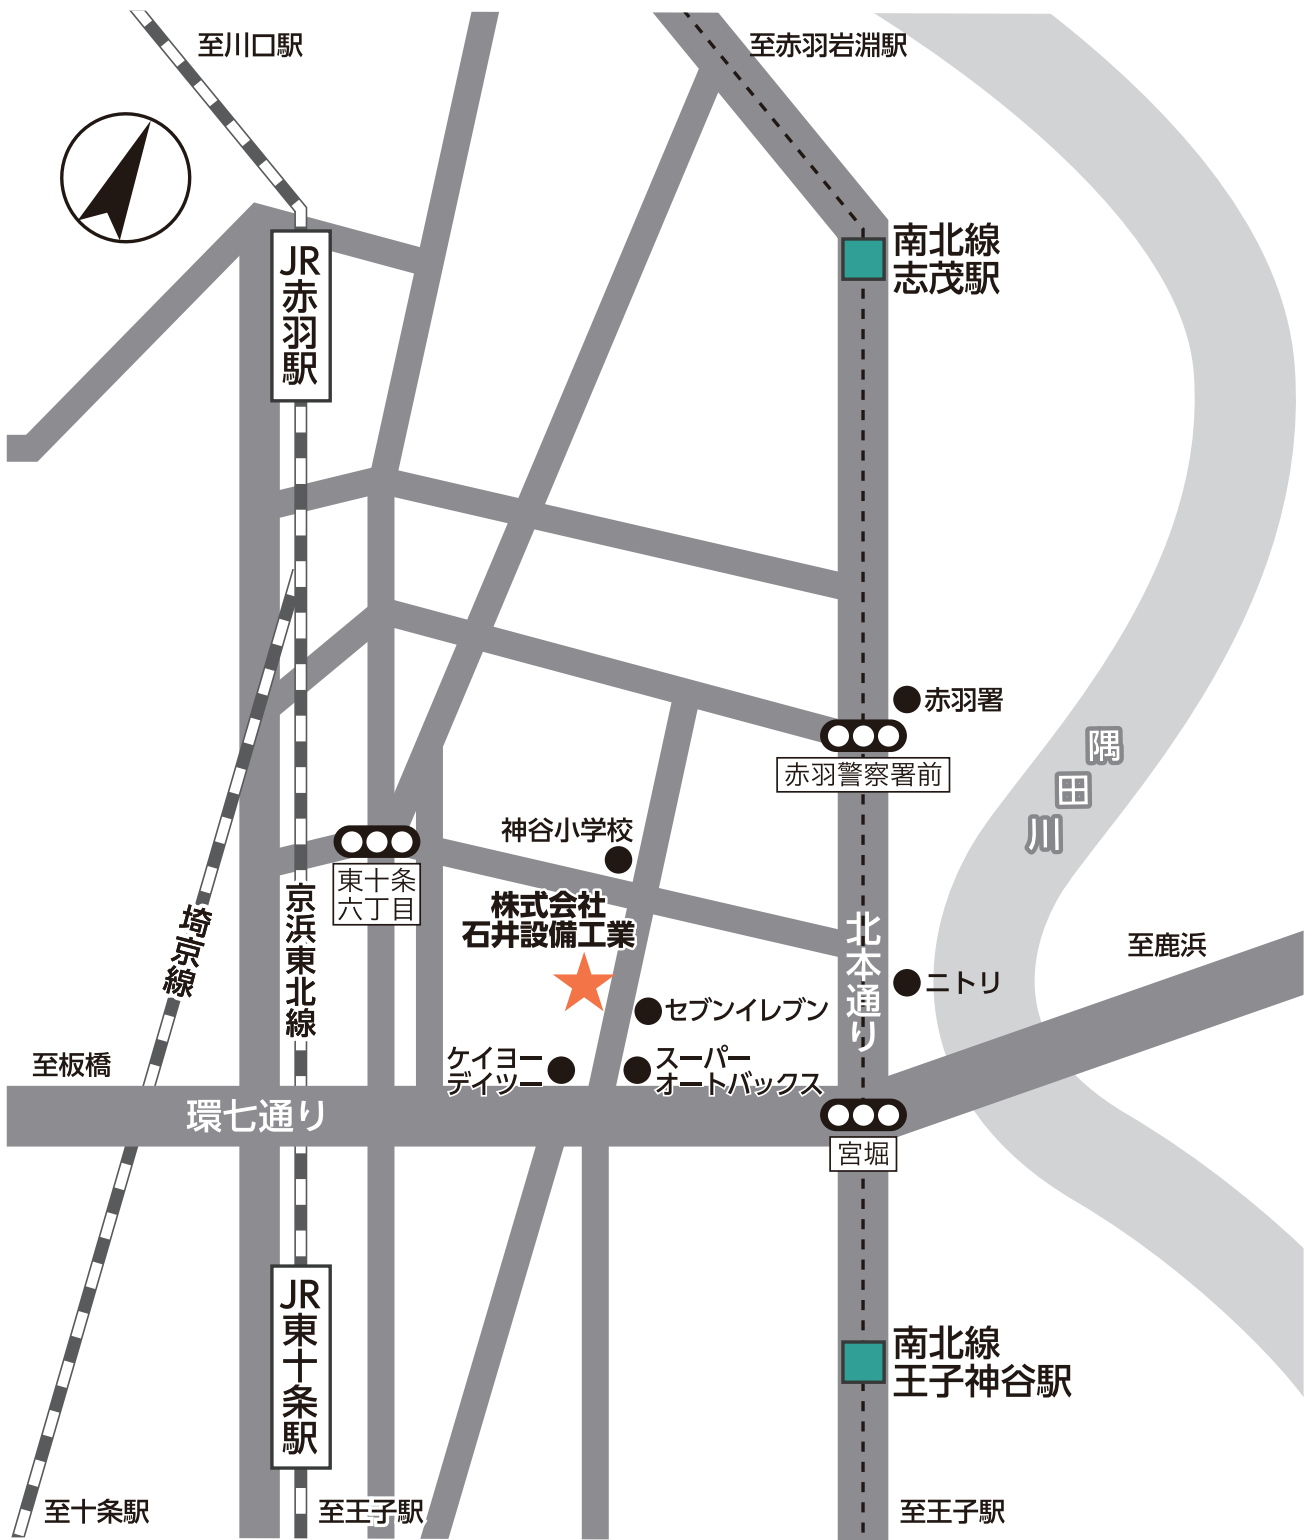 至川口駅
至赤羽岩淵駅
JR赤羽駅
南北線
志茂駅
赤羽署
赤羽警察署前
隅田川
神谷小学校
東十条
六丁目
株式会社
石井設備工業
埼京線
京浜東北線
北本通り
至鹿浜
ニトリ
セブンイレブン
至板橋
ケイヨー
デイツー
スーパー
オートバックス
環七通り
宮堀
JR東十条駅
南北線
王子神谷駅
至十条駅
至王子駅
至王子駅